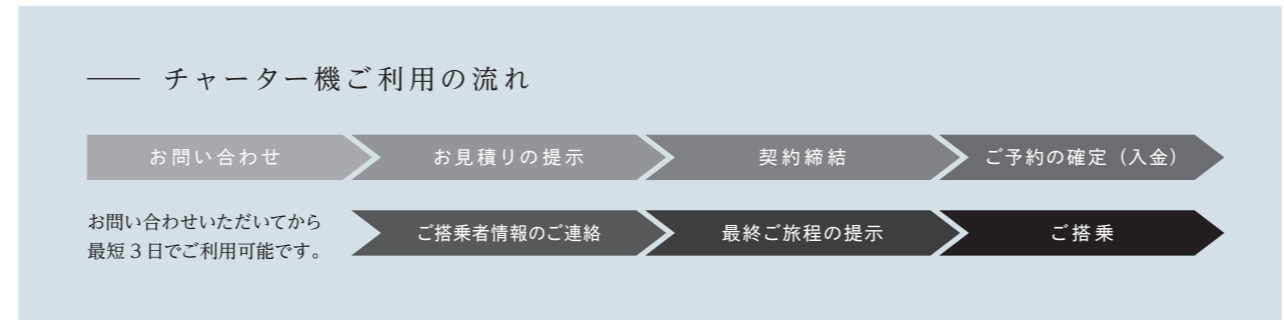 チャーター機ご利用の流れ
お問い合わせ
お見積りの提示
契約締結
ご予約の確定（入金）
お問い合わせいただいてから
最短3日でご利用可能です。
ご搭乗者情報のご連絡
最終ご旅程の提示
ご搭乗